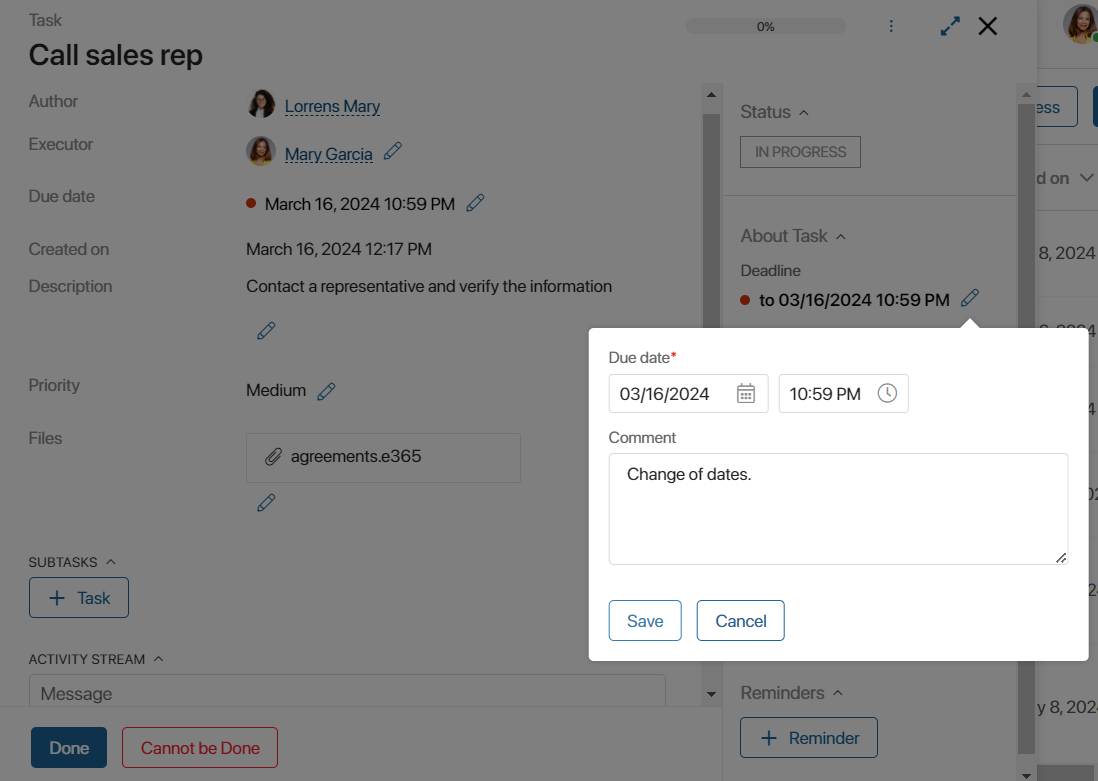 Task
0%
Call sales rep
Author
Lorrens Mary
Executor
Mary Garcia
Due date
March 16, 2024 10:59 PM
Created on
March 16, 2024 12:17 PM
Description
Contact a representative and verify the information
Priority
Medium
Files
agreements.e365
SUBTASKS
+ Task
ACTIVITY STREAM
Message
Done
Cannot be Done
Status
IN PROGRESS
About Task
Deadline
to 03/16/2024 10:59 PM
Due date*
03/16/2024
10:59 PM
Comment
Change of dates.
Save
Cancel
Reminders
+ Reminder
ess
d on
8, 2024
y 8, 2024